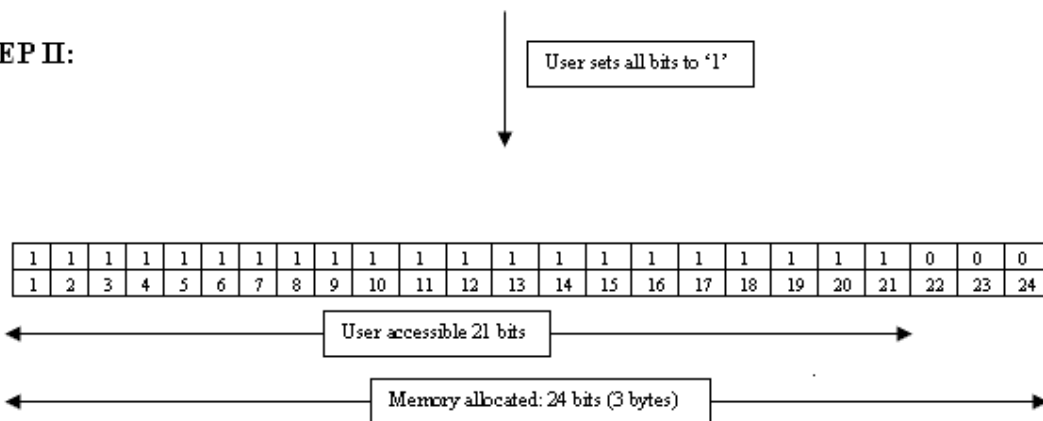 EP II:
User sets all bits to ‘1’
1 1 1 1 1 1 1 1 1 1 1 1 1 1 1 1 1 1 1 1 1 0 0 0
1 2 3 4 5 6 7 8 9 10 11 12 13 14 15 16 17 18 19 20 21 22 23 24
User accessible 21 bits
Memory allocated: 24 bits (3 bytes)